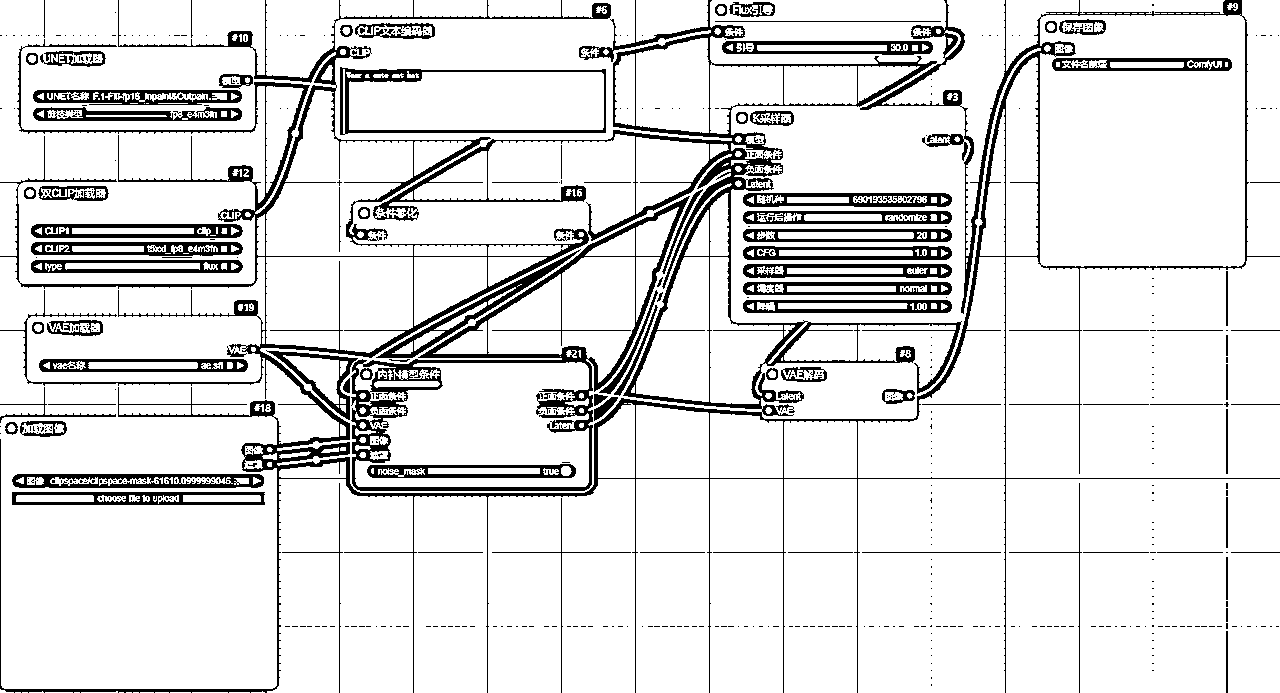 #10
UNET加载器
模型
UNET名称 F.1-Fill-fp16_Inpaint&Outpain...
fp8_e4m3fn
#12
双CLIP加载器
CLIP
CLIP1 clip_l
CLIP2 t5xxl_fp8_e4m3fn
type flux
#19
VAE加载器
VAE
vae名称 ae.sft
#18
加载图像
图像
遮罩
图像 clipspace/clipspace-mask-61610.0999999046...
choose file to upload
#6
CLIP文本编码器
CLIP
条件
#16
条件零化
条件
条件
#21
内补模型条件
正面条件
负面条件
VAE
图像
遮罩
正面条件
负面条件
Latent
noise_mask true
Flux引导
条件
条件
引导 30.0
#3
K采样器
模型
正面条件
负面条件
Latent
Latent
随机种 690193535802796
运行后操作 randomize
步数 20
CFG 1.0
采样器 euler
调度器 normal
降噪 1.00
#8
VAE解码
Latent
VAE
图像
#9
保存图像
图像
文件名前缀 ComfyUI